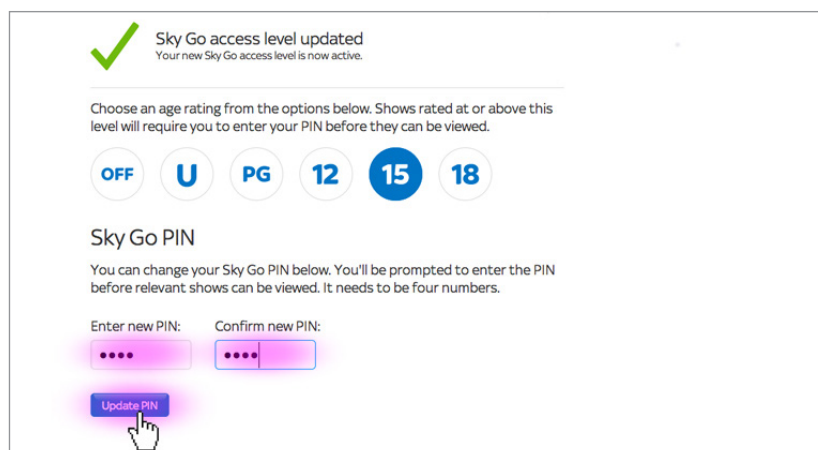 Sky Go access level updated
Your new Sky Go access level is now active.
Choose an age rating from the options below. Shows rated at or above this
level will require you to enter your PIN before they can be viewed.
OFF U PG 12 15 18
Sky Go PIN
You can change your Sky Go PIN below. You'll be prompted to enter the PIN
before relevant shows can be viewed. It needs to be four numbers.
Enter new PIN: Confirm new PIN:
•••• ••••
Update PIN